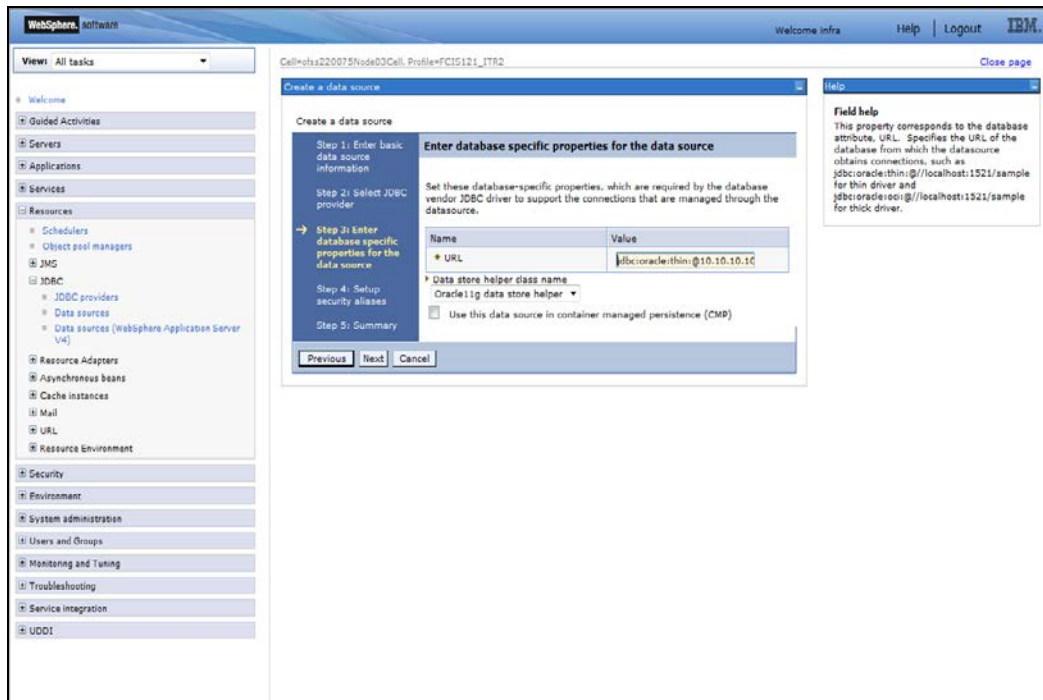 WebSphere. software
Welcome Infra
Help | Logout
IBM.
View: All tasks
Welcome
Guided Activities
Servers
Applications
Services
Resources
Schedulers
Object pool managers
JMS
JDBC
JDBC providers
Data sources
Data sources (WebSphere Application Server
V4)
Resource Adapters
Asynchronous beans
Cache instances
Mail
URL
Resource Environment
Security
Environment
System administration
Users and Groups
Monitoring and Tuning
Troubleshooting
Service integration
UDDI
Cell=ofss220075Node03Cell, Profile=FCIS121_ITR2
Close page
Create a data source
Create a data source
Step 1: Enter basic
data source
information
Step 2: Select JDBC
provider
Step 3: Enter
database specific
properties for the
data source
Step 4: Setup
security aliases
Step 5: Summary
Enter database specific properties for the data source
Set these database-specific properties, which are required by the database
vendor JDBC driver to support the connections that are managed through the
datasource.
Name Value
* URL jdbc:oracle:thin:@10.10.10.10
Data store helper class name
Oracle11g data store helper
Use this data source in container managed persistence (CMP)
Previous Next Cancel
Help
Field help
This property corresponds to the database
attribute, URL. Specifies the URL of the
database from which the datasource
obtains connections, such as
jdbc:oracle:thin:@//localhost:1521/sample
for thin driver and
jdbc:oracle:oci:@//localhost:1521/sample
for thick driver.